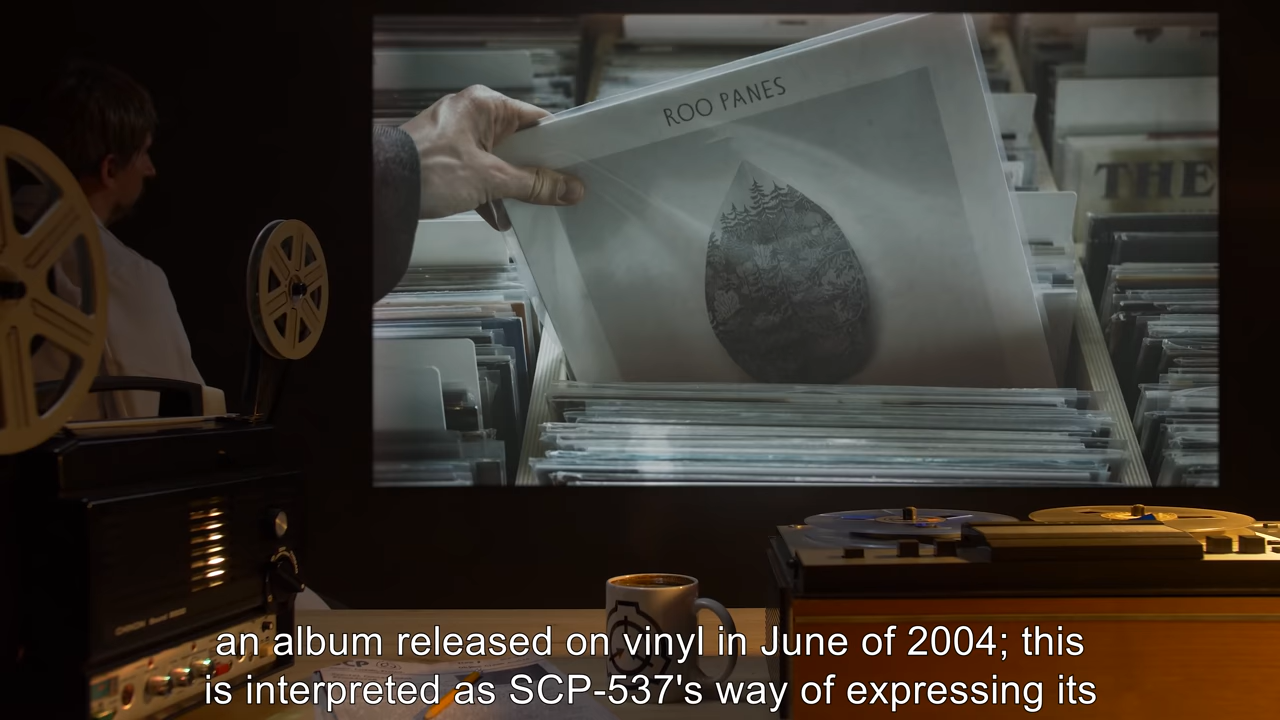 ROO PANES
THE
SCP
an album released on vinyl in June of 2004; this
is interpreted as SCP-537's way of expressing its